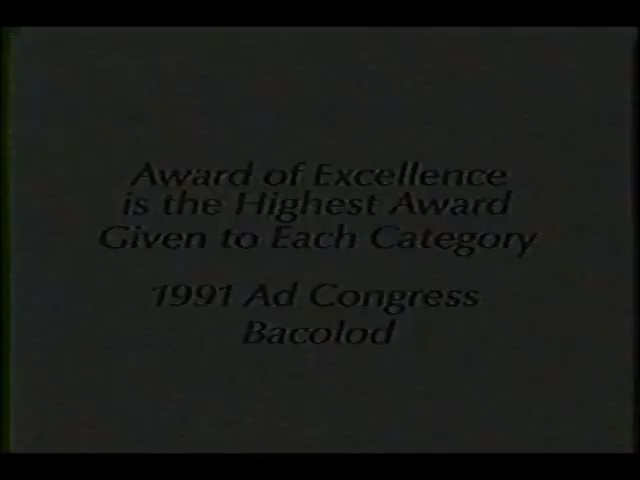 Award of Excellence
is the Highest Award
Given to Each Category
1991 Ad Congress
Bacolod